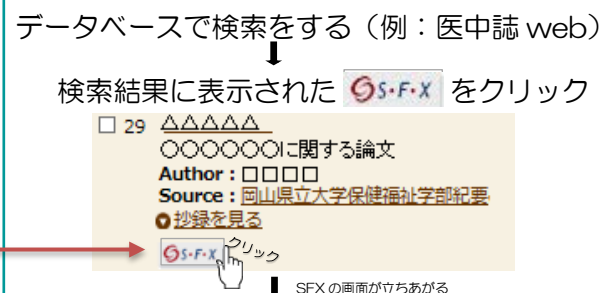 データベースで検索をする（例：医中誌 web）
検索結果に表示された S・F・X をクリック
29 △△△△△
○○○○○○に関する論文
Author：□□□□
Source：岡山県立大学保健福祉学部紀要
抄録を見る
S・F・X クリック
SFX の画面が立ちあがる